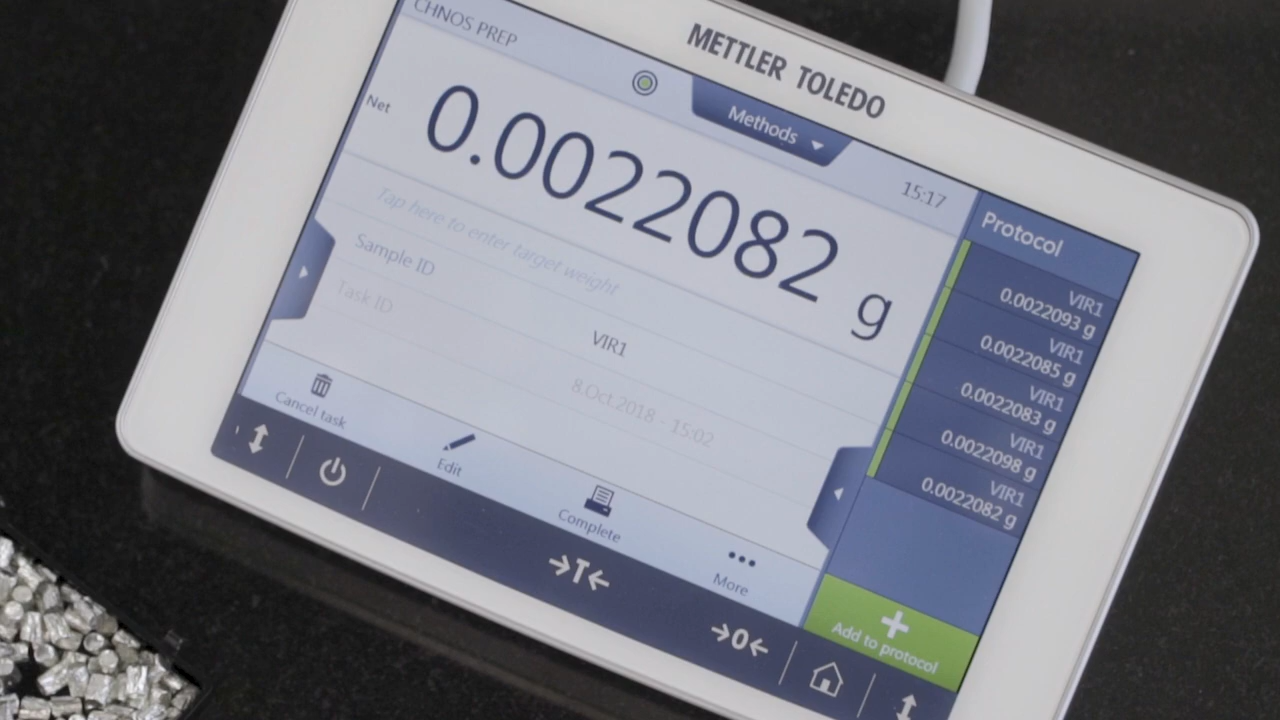 METTLER TOLEDO
CHNOS PREP
Methods
15:17
Net
0.0022082 g
Tap here to enter target weight
Sample ID
VIR1
Task ID
8.Oct.2018 - 15:02
Cancel task
Edit
Complete
More
→T←
→0←
Protocol
VIR1
0.0022093 g
VIR1
0.0022085 g
VIR1
0.0022083 g
VIR1
0.0022098 g
VIR1
0.0022082 g
Add to protocol